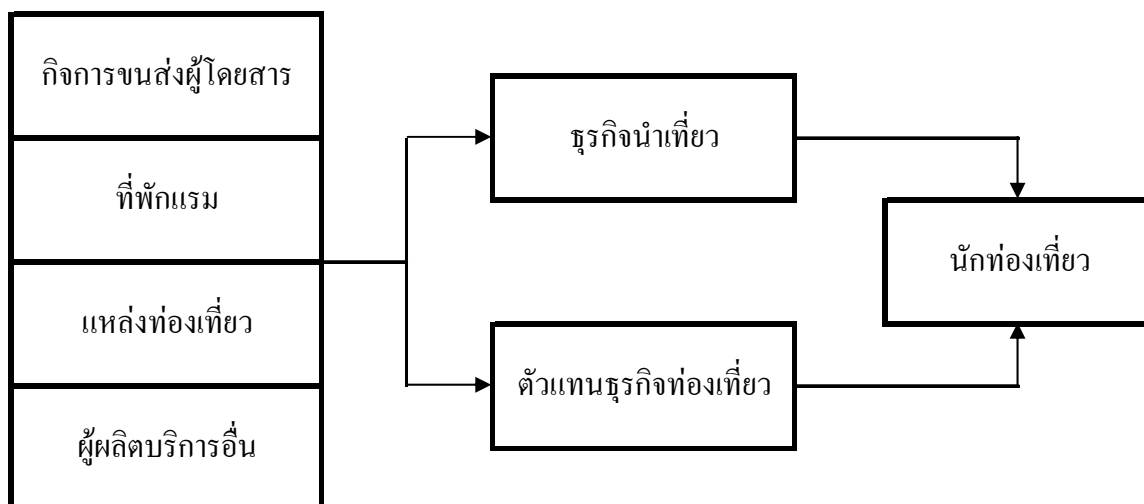 กิจการขนส่งผู้โดยสาร
ที่พักแรม
แหล่งท่องเที่ยว
ผู้ผลิตบริการอื่น
ธุรกิจนำเที่ยว
ตัวแทนธุรกิจท่องเที่ยว
นักท่องเที่ยว